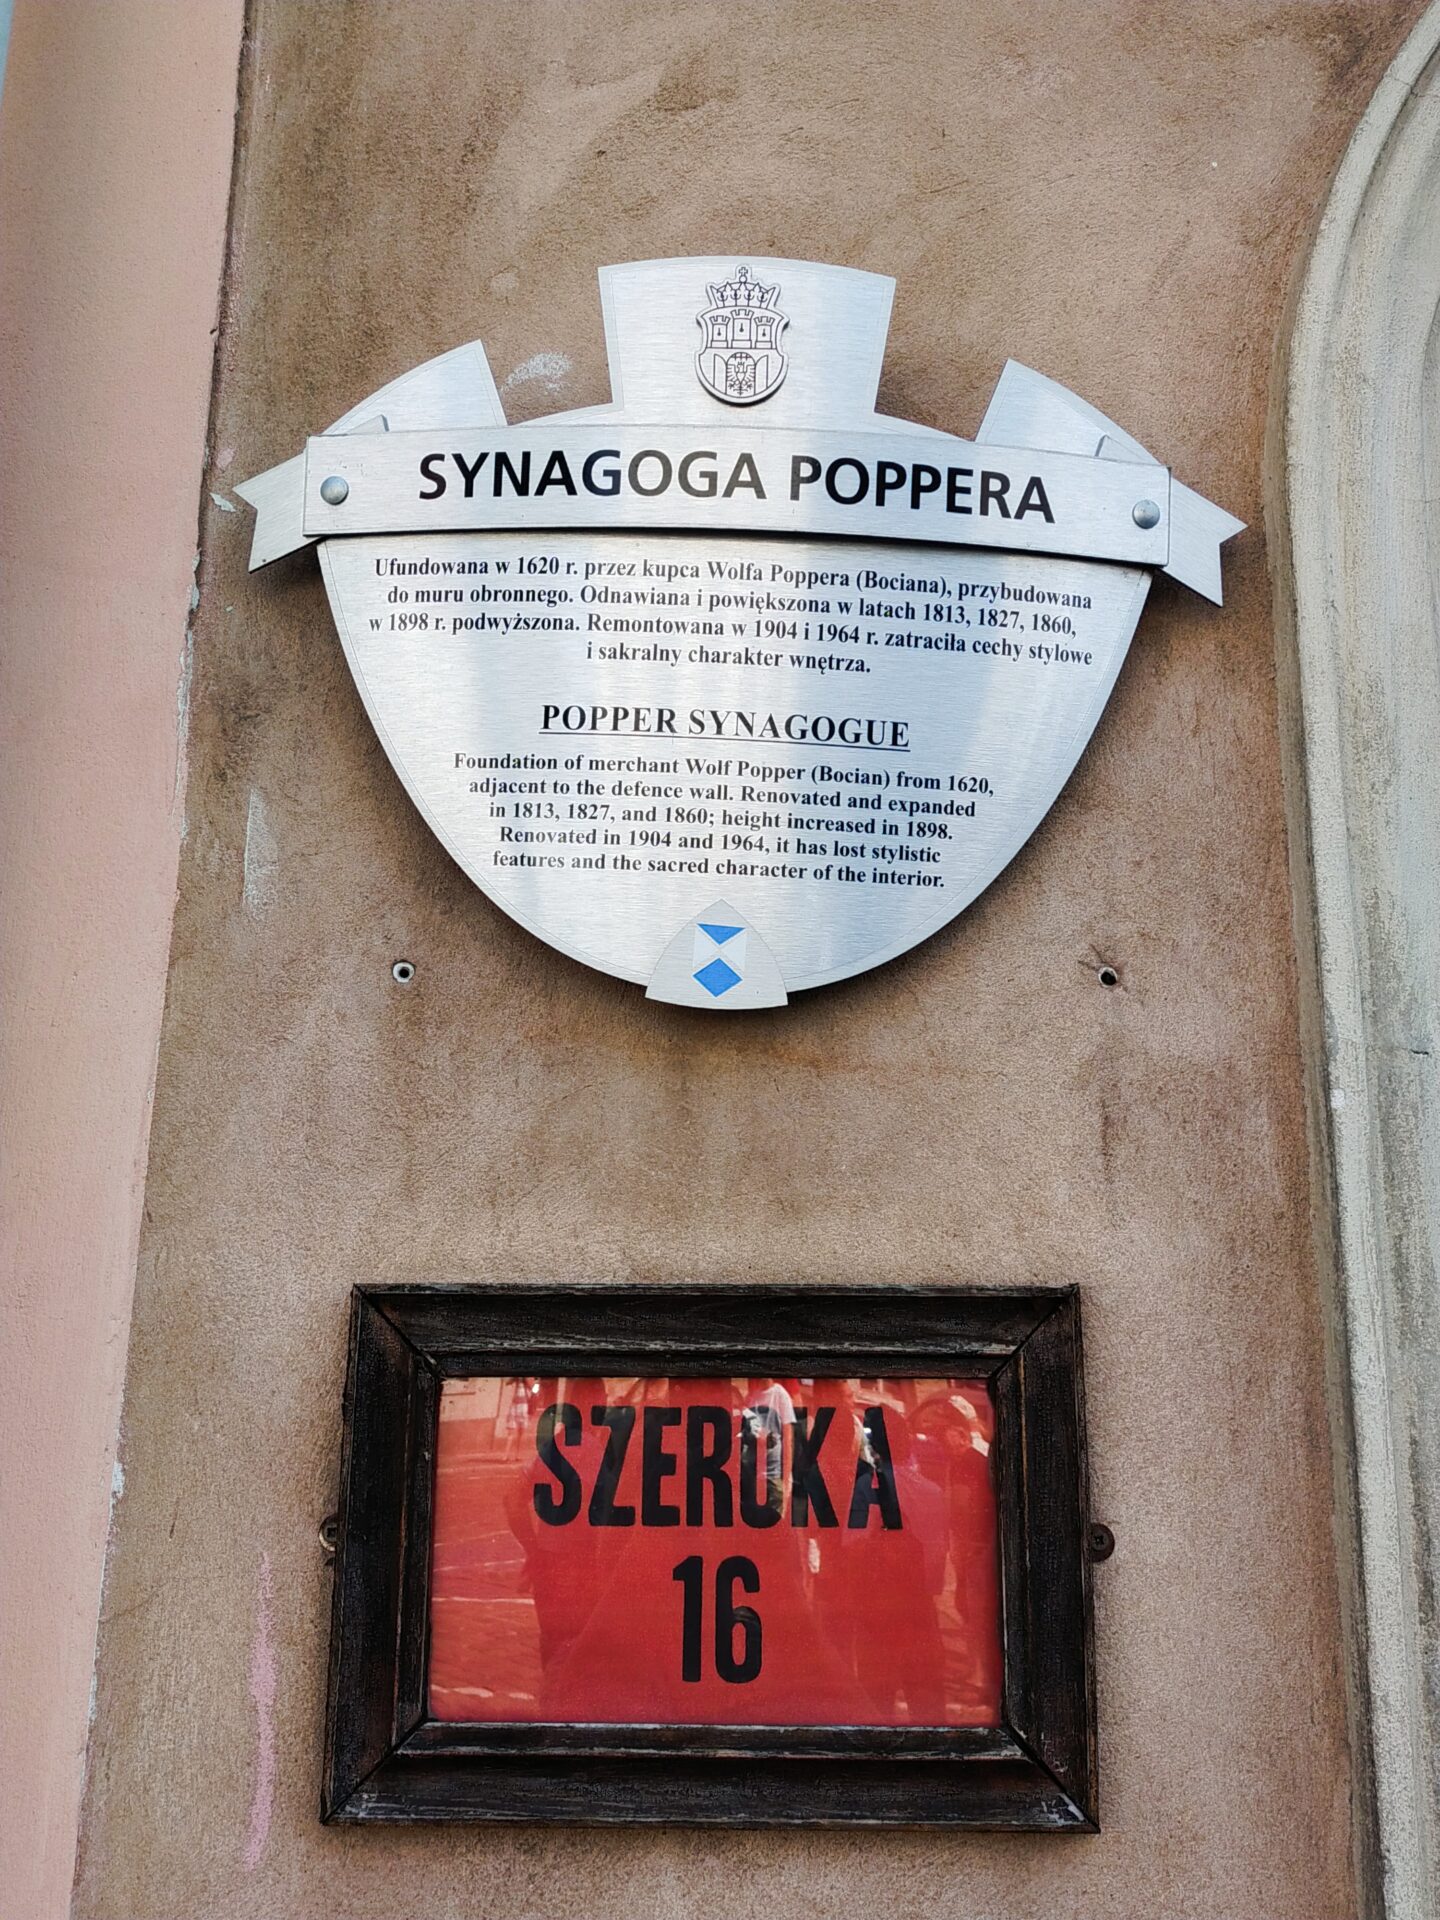 SYNAGOGA POPPERA
Ufundowana w 1620 r. przez kupca Wolfa Poppera (Bociana), przybudowana
do muru obronnego. Odnawiana i powiększona w latach 1813, 1827, 1860,
w 1898 r. podwyższona. Remontowana w 1904 i 1964 r. zatraciła cechy stylowe
i sakralny charakter wnętrza.
POPPER SYNAGOGUE
Foundation of merchant Wolf Popper (Bocian) from 1620,
adjacent to the defence wall. Renovated and expanded
in 1813, 1827, and 1860; height increased in 1898.
Renovated in 1904 and 1964, it has lost stylistic
features and the sacred character of the interior.
SZEROKA
16